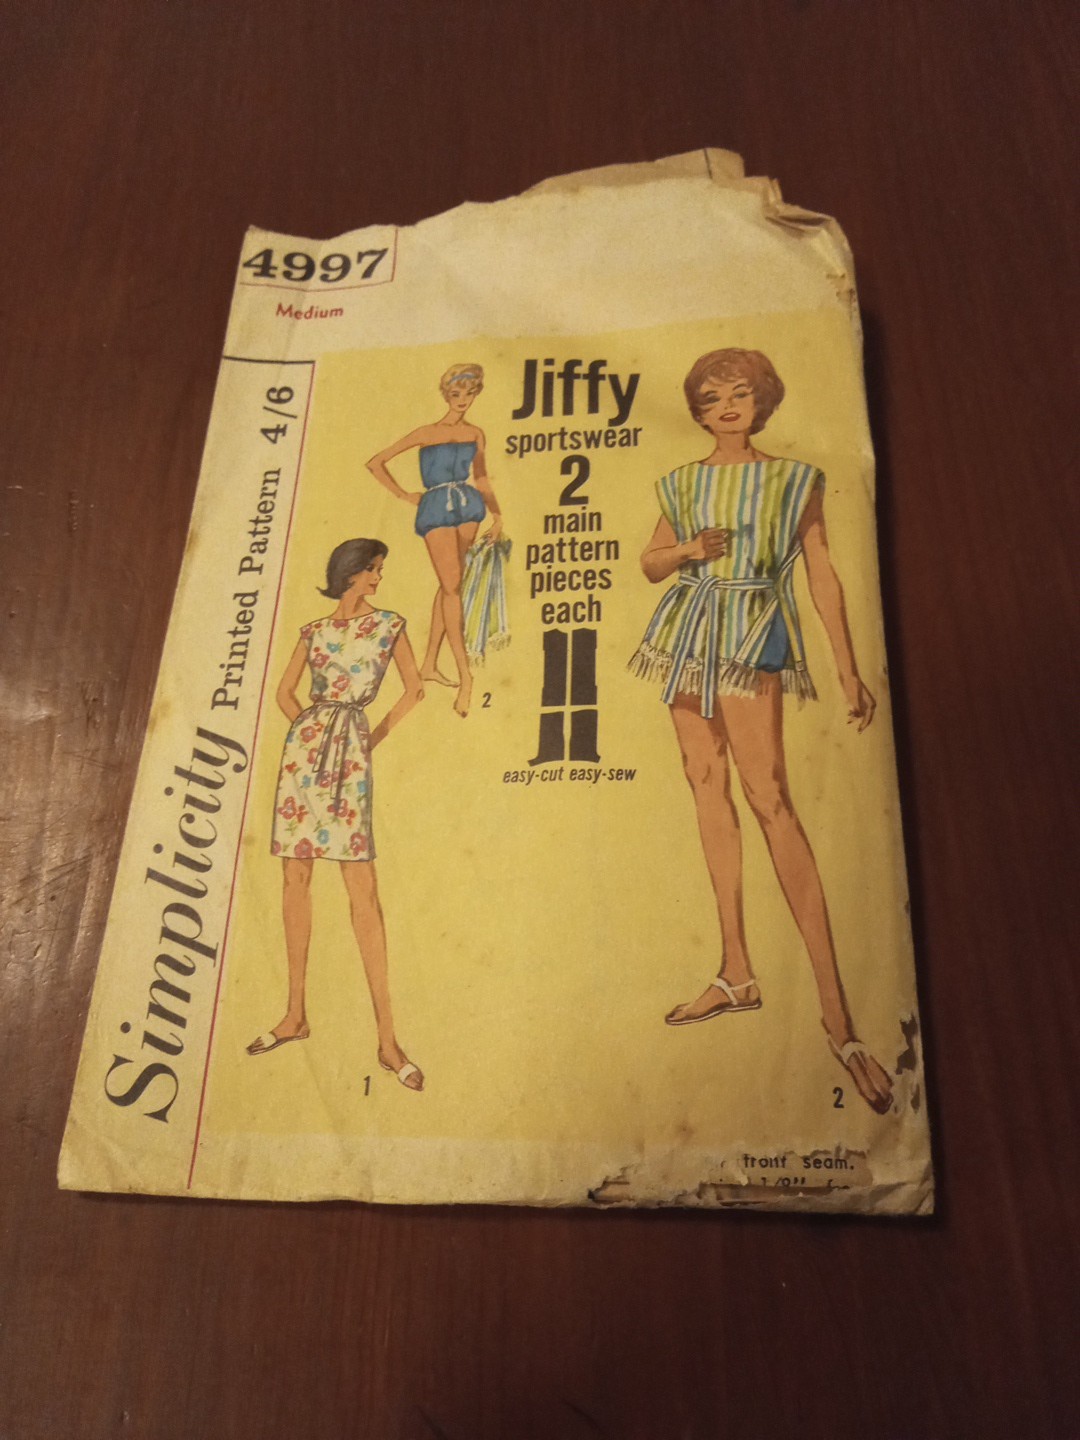 4997
Medium
Simplicity Printed Pattern 4/6
Jiffy
sportswear
2
main
pattern
pieces
each
easy-cut easy-sew
2
1
2
front seam.